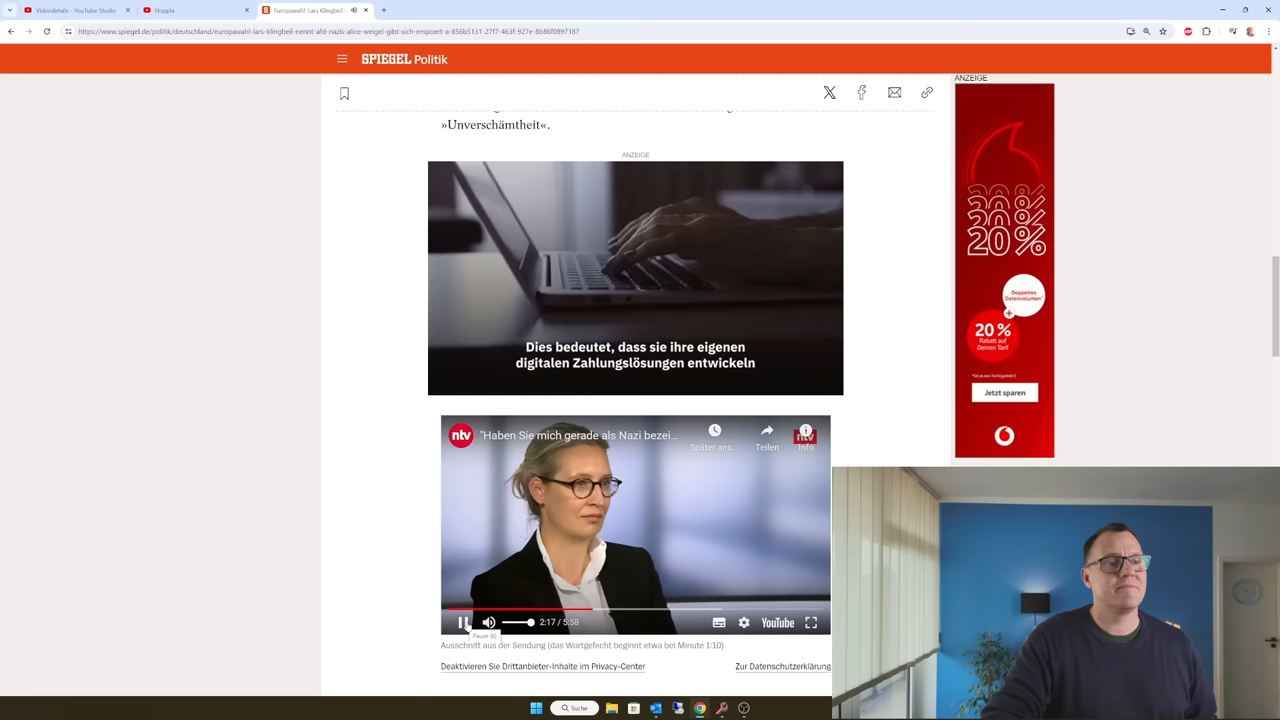 Videodetails - YouTube Studio
Hoppla
Europawahl: Lars Klingbeil
https://www.spiegel.de/politik/deutschland/europawahl-lars-klingbeil-nennt-afd-nazis-alice-weigel-gibt-sich-empoert-a-856b5131-27f7-463f-927e-8b86f0897187
SPIEGEL Politik
ANZEIGE
»Unverschämtheit«.
ANZEIGE
Dies bedeutet, dass sie ihre eigenen
digitalen Zahlungslösungen entwickeln
20%
20%
20%
Doppeltes
Datenvolumen*
+
20 %
Rabatt auf
Deinen Tarif
Jetzt sparen
ntv
"Haben Sie mich gerade als Nazi bezei...
Später ans...
Teilen
Info
2:17 / 5:58
YouTube
Pause (k)
Ausschnitt aus der Sendung (das Wortgefecht beginnt etwa bei Minute 1:10)
Deaktivieren Sie Drittanbieter-Inhalte im Privacy-Center
Zur Datenschutzerklärung
Suche